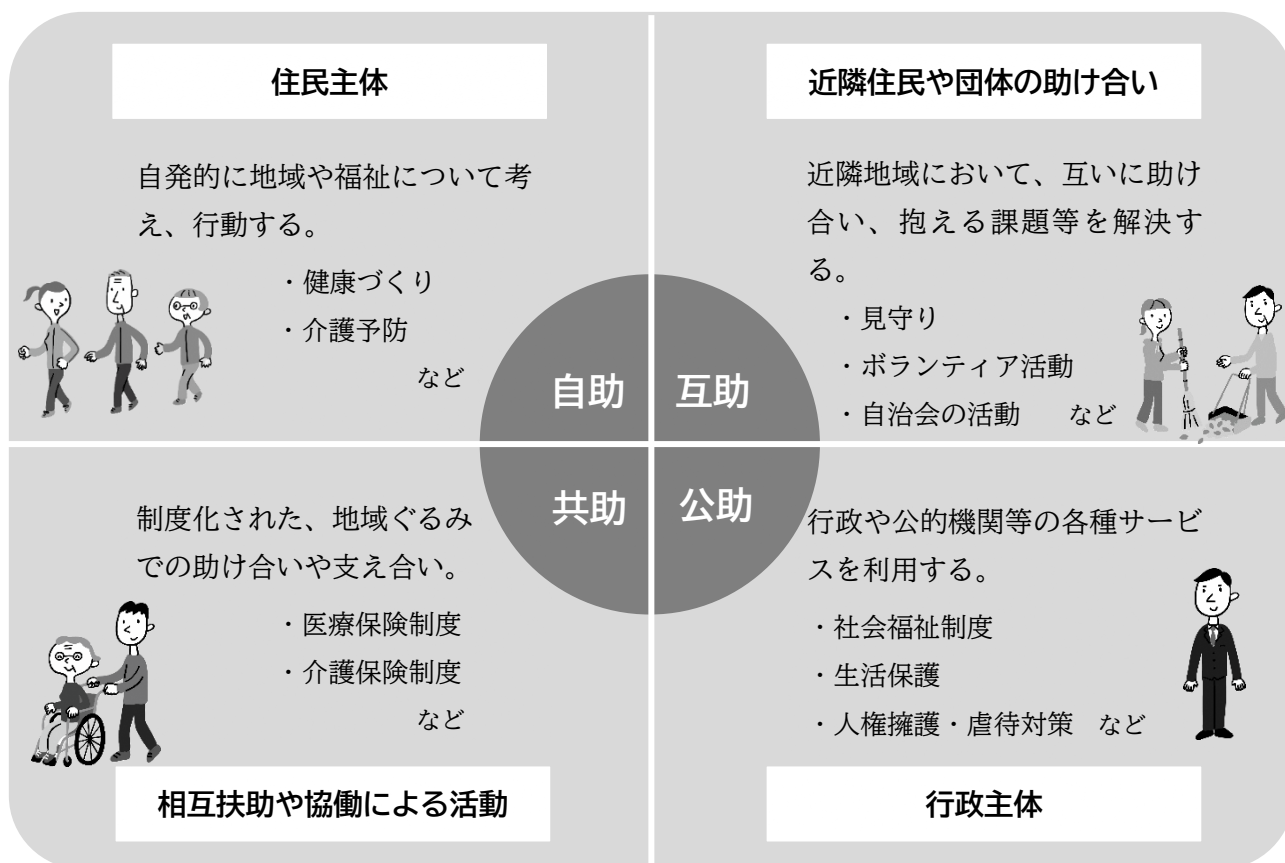 住民主体
自発的に地域や福祉について考
え、行動する。
・健康づくり
・介護予防
など
自助
近隣住民や団体の助け合い
近隣地域において、互いに助け
合い、抱える課題等を解決す
る。
・見守り
・ボランティア活動
・自治会の活動　など
互助
共助
制度化された、地域ぐるみ
での助け合いや支え合い。
・医療保険制度
・介護保険制度
など
相互扶助や協働による活動
公助
行政や公的機関等の各種サービ
スを利用する。
・社会福祉制度
・生活保護
・人権擁護・虐待対策　など
行政主体